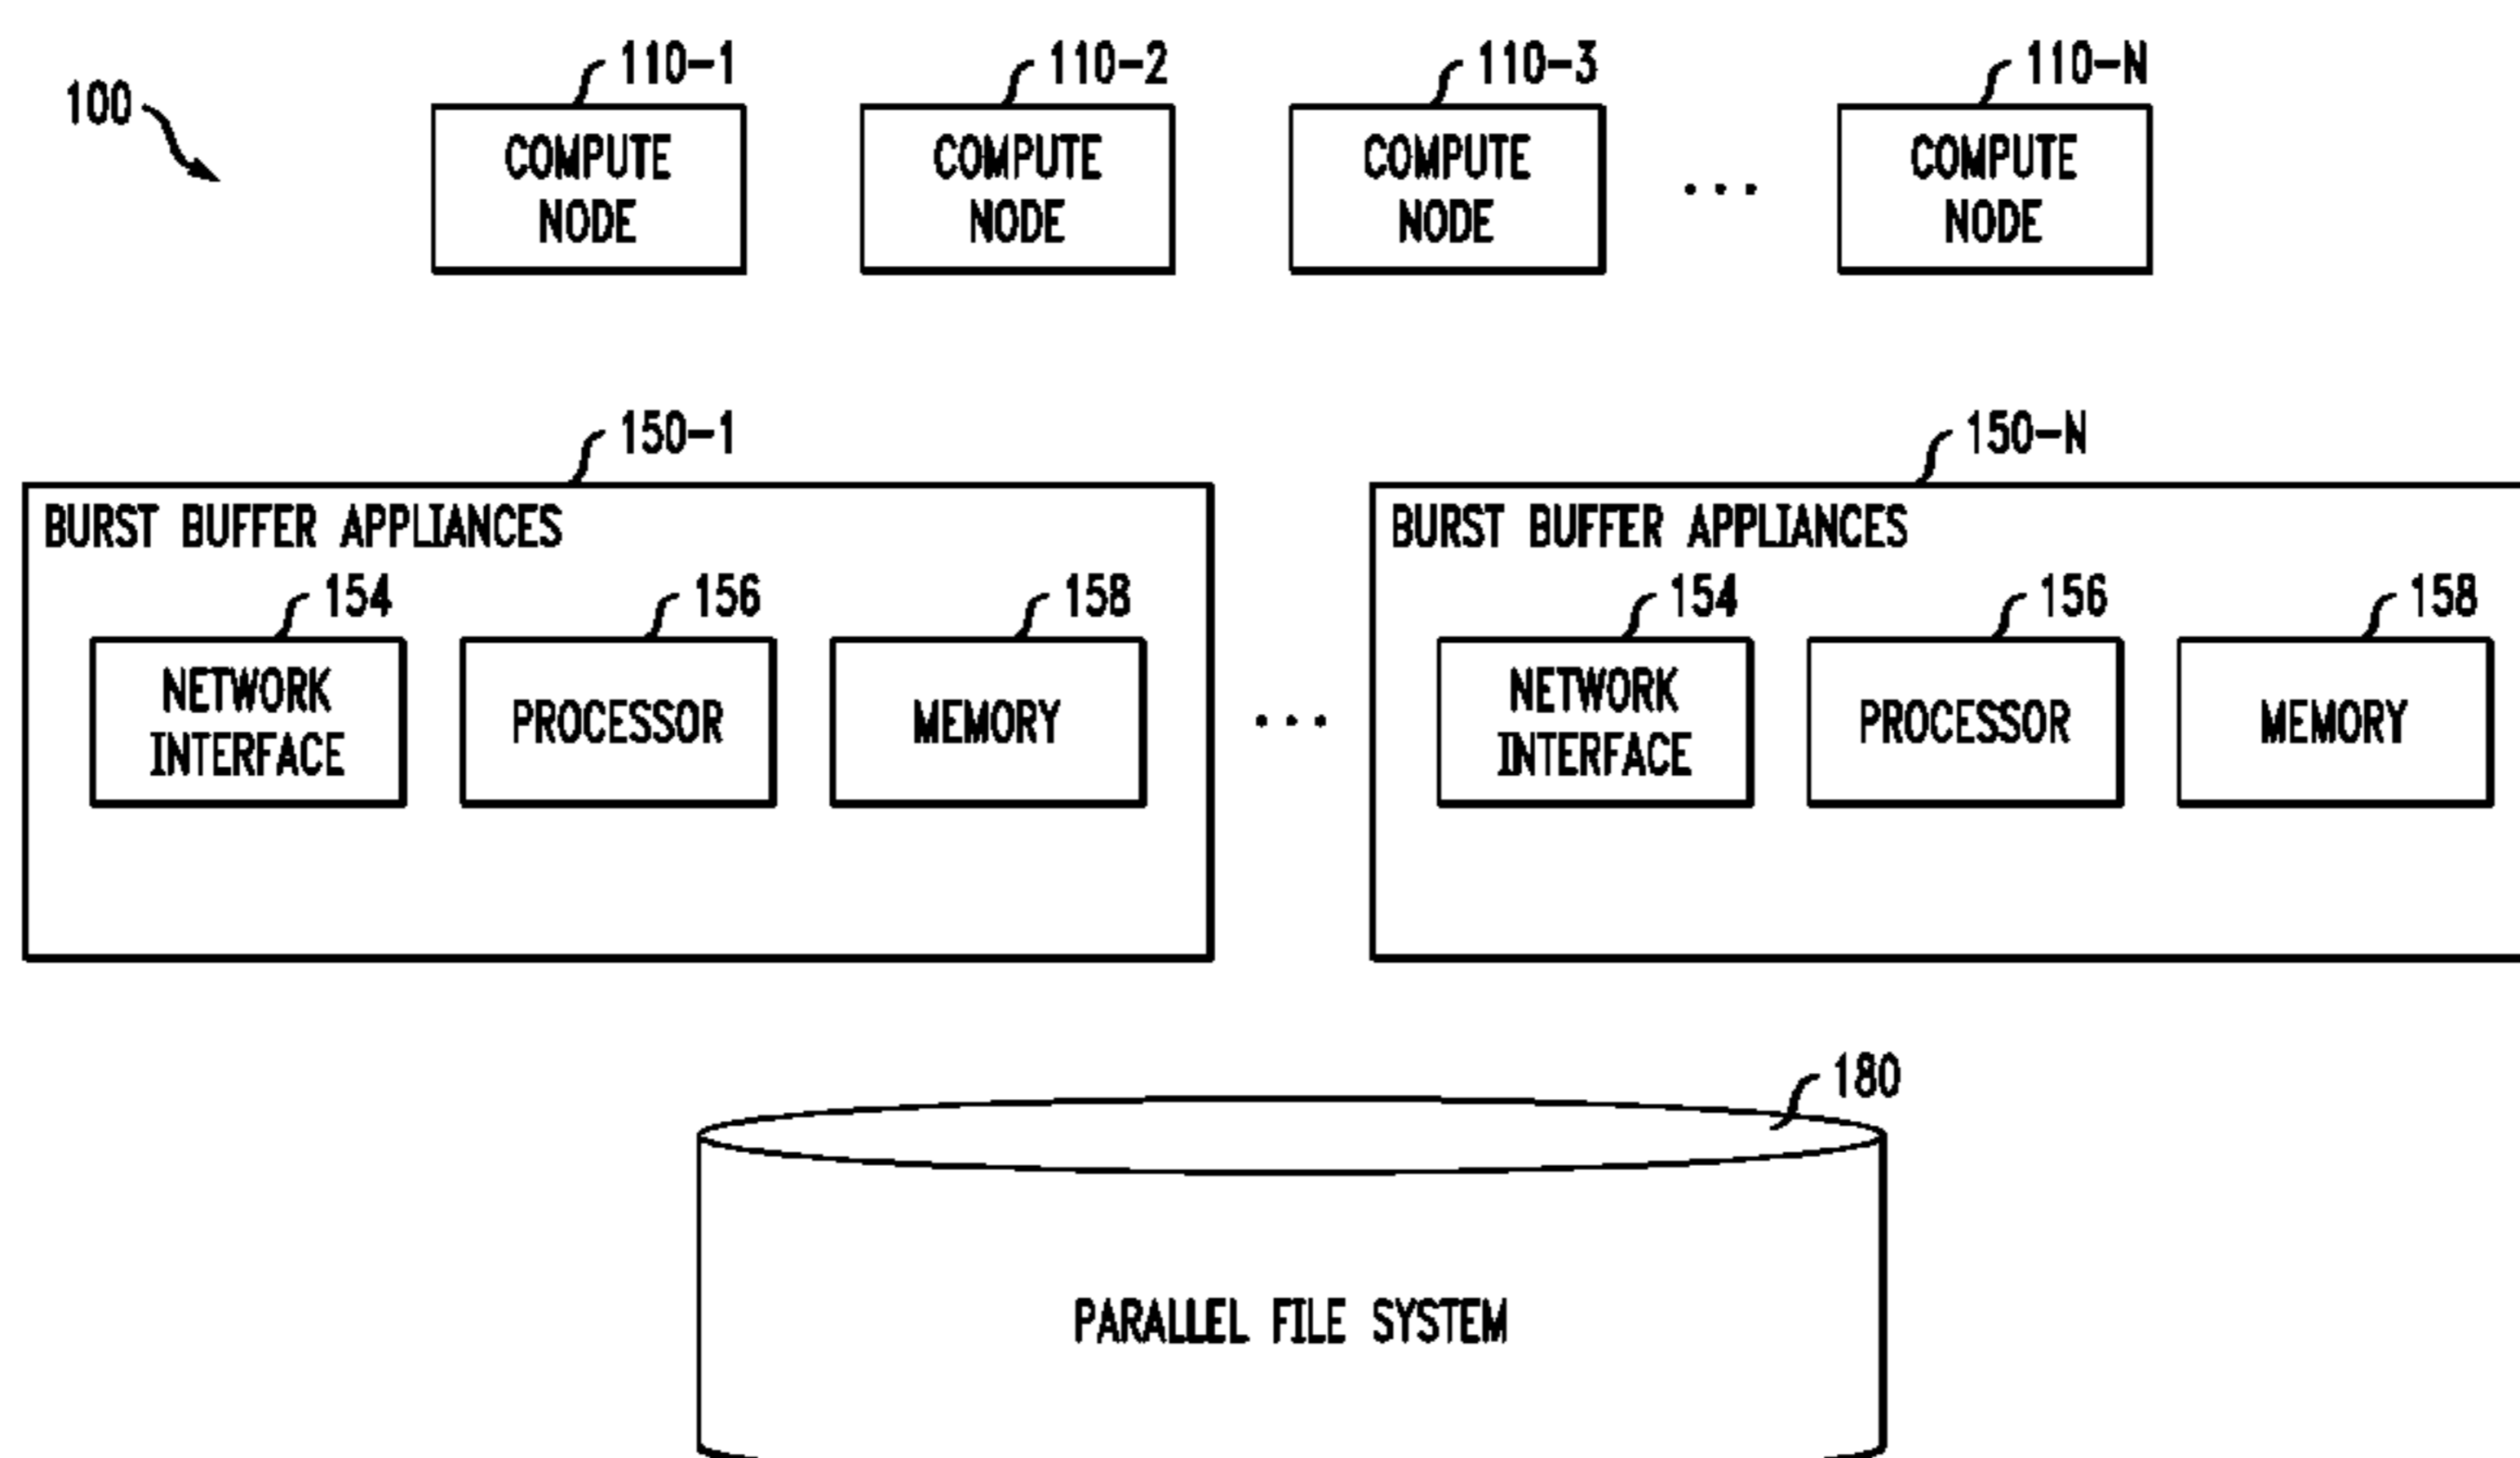 100
110-1
110-2
110-3
110-N
COMPUTE
NODE
COMPUTE
NODE
COMPUTE
NODE
...
COMPUTE
NODE
150-1
BURST BUFFER APPLIANCES
154
156
158
NETWORK
INTERFACE
PROCESSOR
MEMORY
...
150-N
BURST BUFFER APPLIANCES
154
156
158
NETWORK
INTERFACE
PROCESSOR
MEMORY
180
PARALLEL FILE SYSTEM